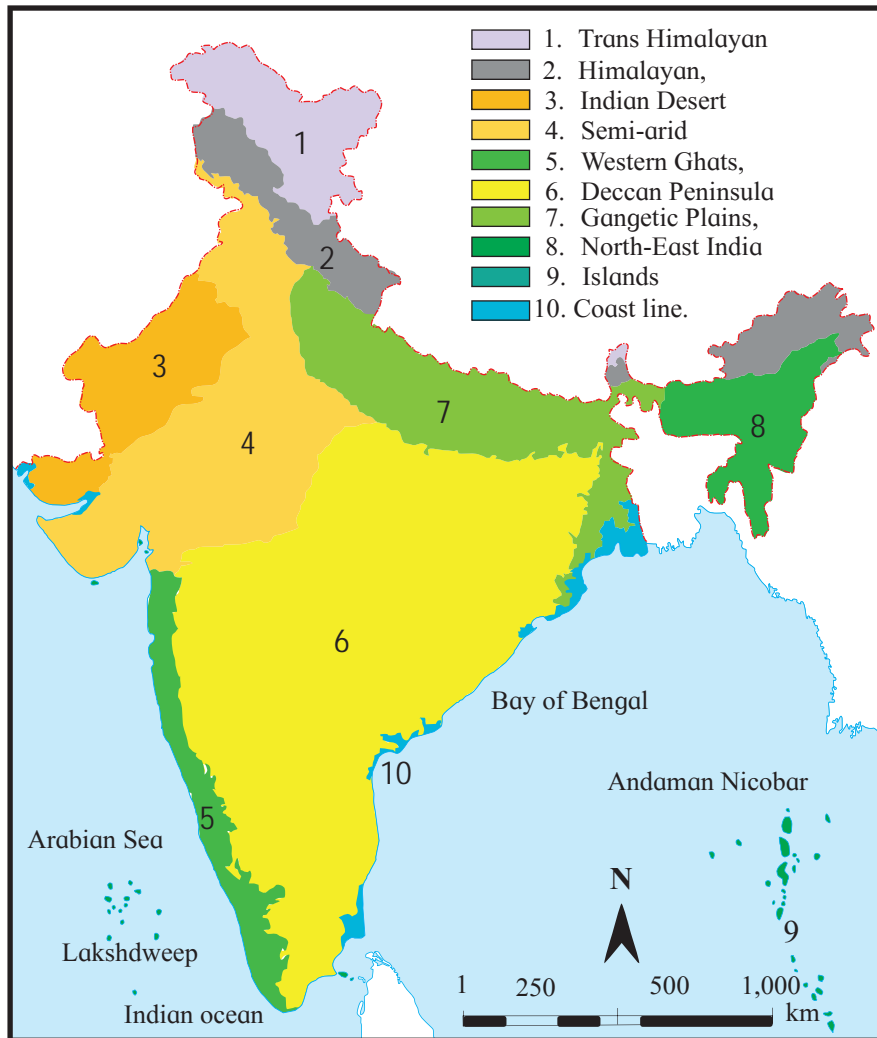 1. Trans Himalayan
2. Himalayan,
3. Indian Desert
4. Semi-arid
5. Western Ghats,
6. Deccan Peninsula
7. Gangetic Plains,
8. North-East India
9. Islands
10. Coast line.
1
2
3
4
7
8
6
Bay of Bengal
10
Andaman Nicobar
5
Arabian Sea
N
9
Lakshdweep
Indian ocean
1 250 500 1,000
km